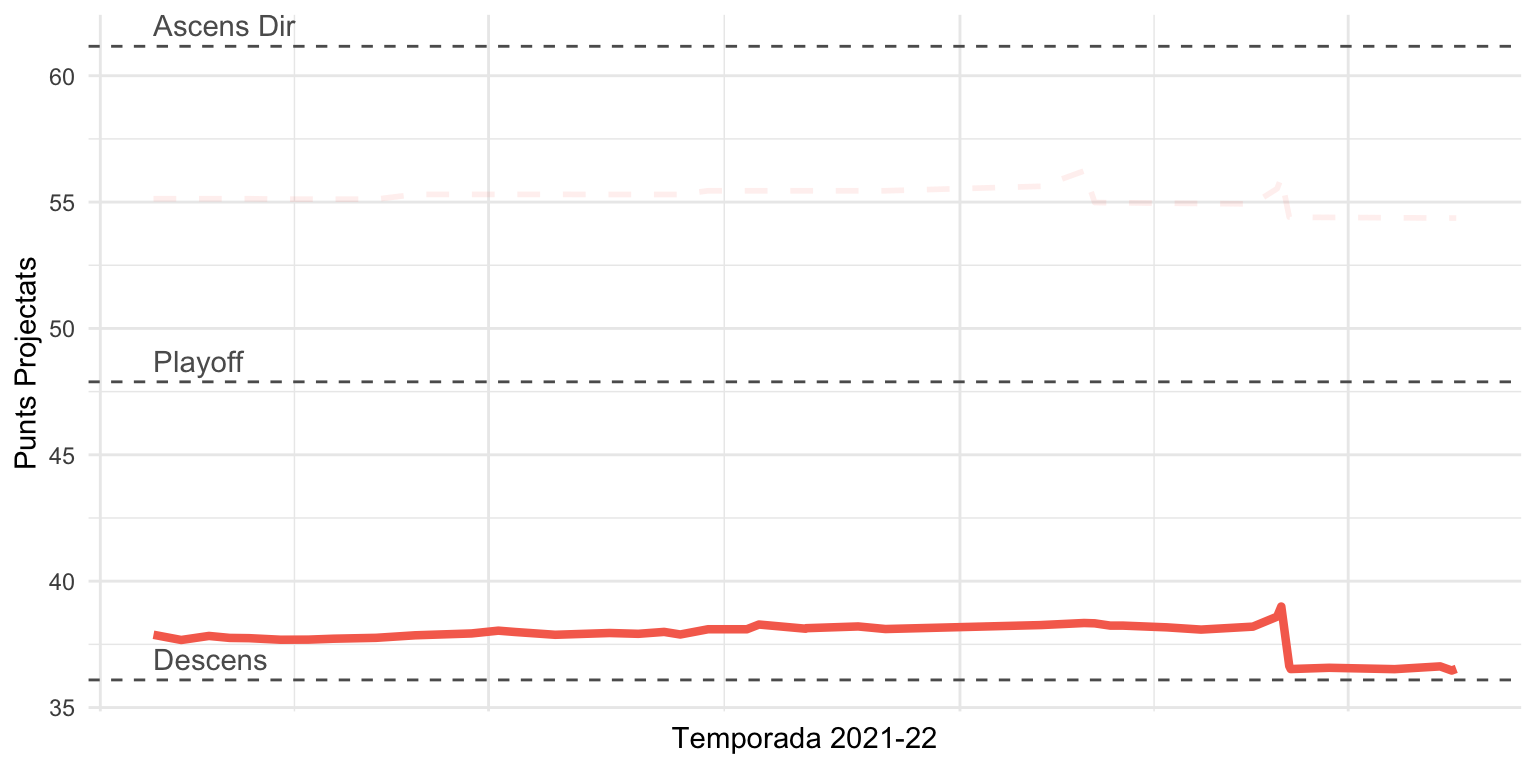 Ascens Dir
60
55
50
Playoff
45
40
Descens
35
Punts Projectats
Temporada 2021-22